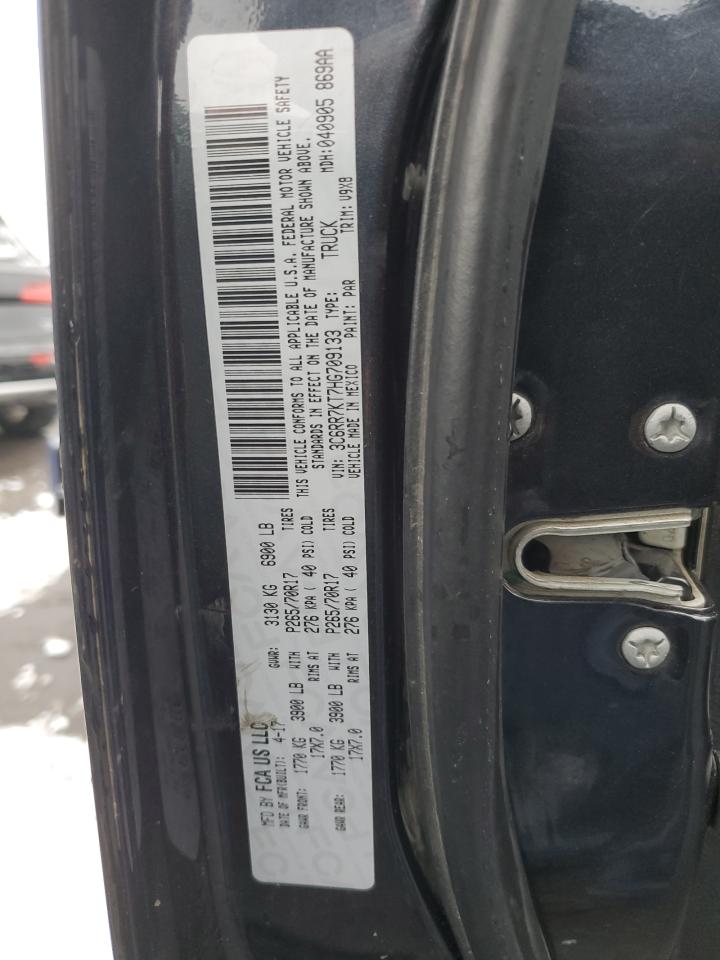 MFD BY FCA US LLC
DATE OF MFR(BUILT): 4-17 GVWR: 3130 KG 6900 LB
GAWR FRONT: 1770 KG 3900 LB WITH P265/70R17 TIRES
17X7.0 RIMS AT 276 KPA ( 40 PSI) COLD
GAWR REAR: 1770 KG 3900 LB WITH P265/70R17 TIRES
17X7.0 RIMS AT 276 KPA ( 40 PSI) COLD
THIS VEHICLE CONFORMS TO ALL APPLICABLE U.S.A. FEDERAL MOTOR VEHICLE SAFETY
STANDARDS IN EFFECT ON THE DATE OF MANUFACTURE SHOWN ABOVE.
VIN: 3C6RR7KT7HG709133 TYPE: TRUCK MDH:040905 869AA
VEHICLE MADE IN MEXICO PAINT: PAR TRIM: V9X8